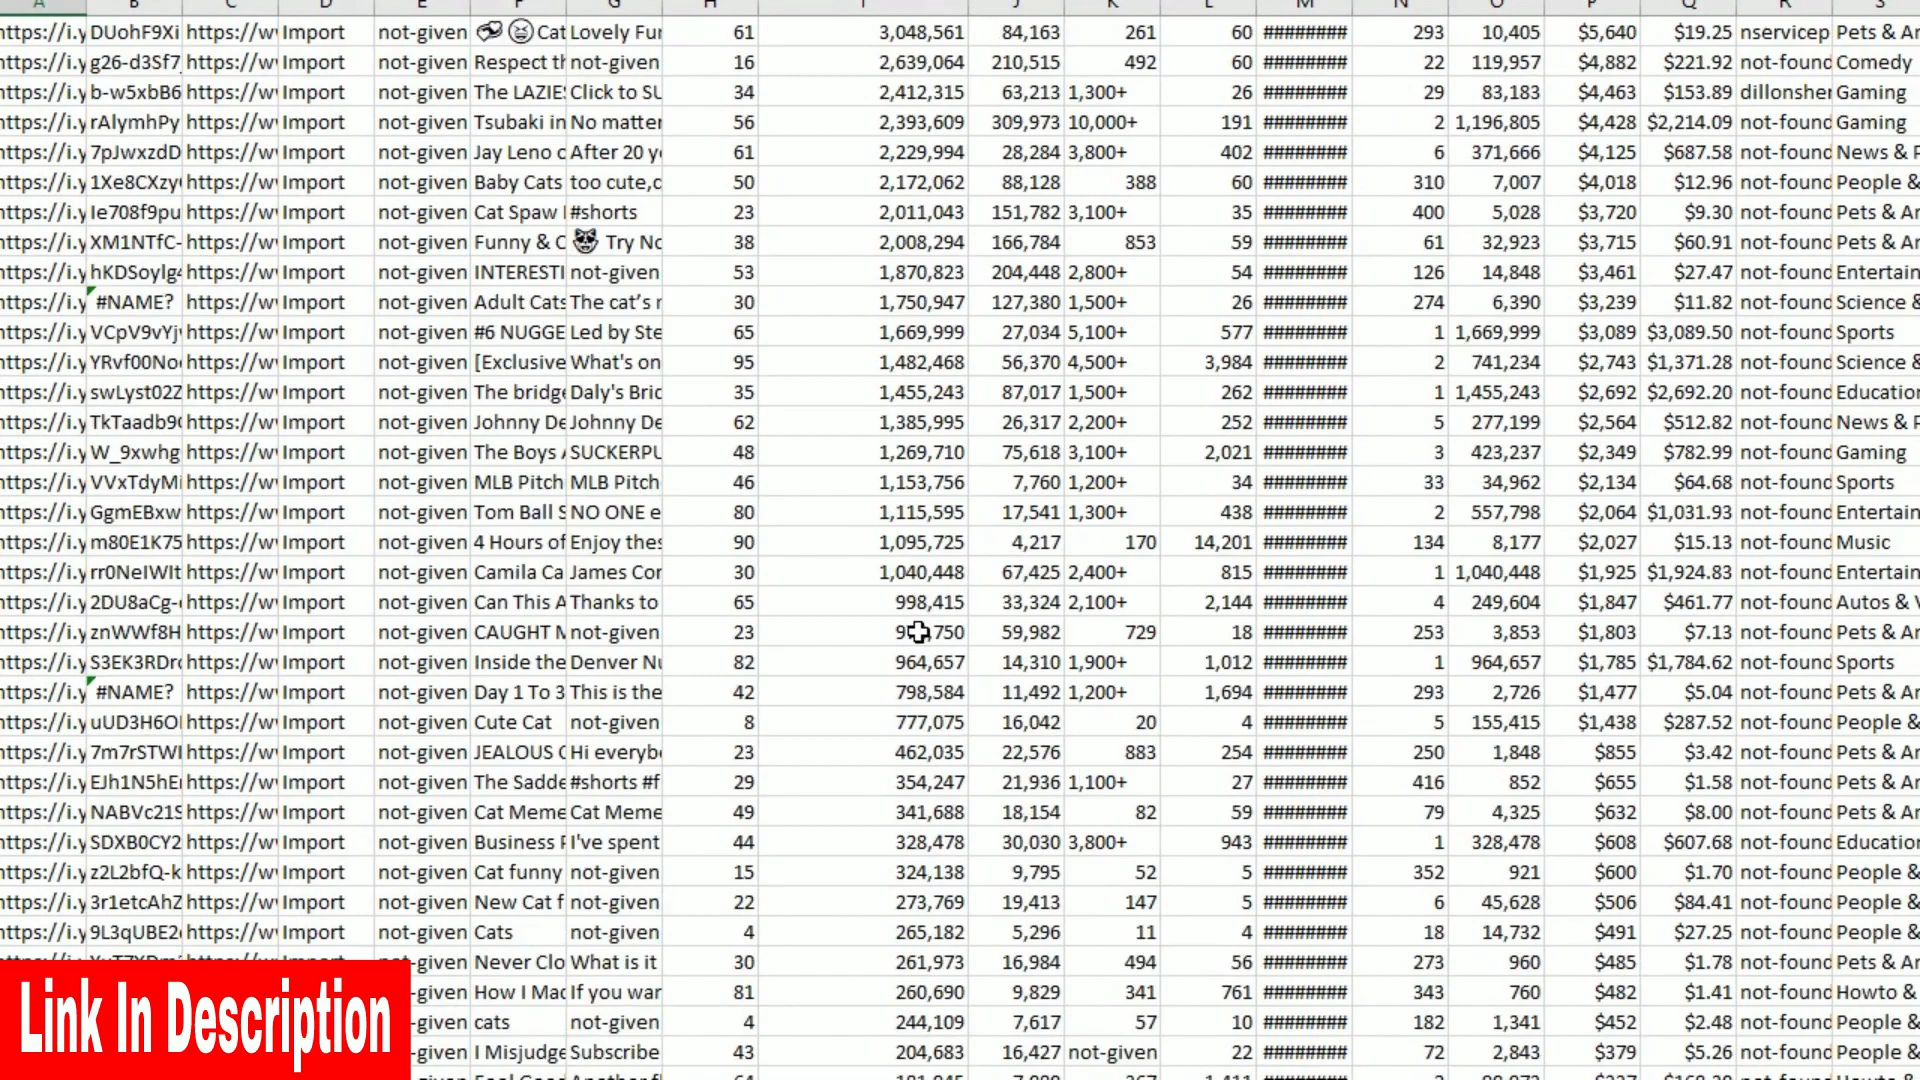 A B C D E F G H I J K L M N O P Q R S
https://i.y DUohF9Xi https://w Import not-given Cat Lovely Fur 61 3,048,561 84,163 261 60 ######## 293 10,405 $5,640 $19.25 nservicep Pets & Ar
https://i.y g26-d3Sf7 https://w Import not-given Respect th not-given 16 2,639,064 210,515 492 60 ######## 22 119,957 $4,882 $221.92 not-found Comedy
https://i.y b-w5xbB6 https://w Import not-given The LAZIES Click to SU 34 2,412,315 63,213 1,300+ 26 ######## 29 83,183 $4,463 $153.89 dillonsher Gaming
https://i.y rAlymhPy https://w Import not-given Tsubaki in No matter 56 2,393,609 309,973 10,000+ 191 ######## 2 1,196,805 $4,428 $2,214.09 not-found Gaming
https://i.y 7pJwxzdD https://w Import not-given Jay Leno o After 20 y 61 2,229,994 28,284 3,800+ 402 ######## 6 371,666 $4,125 $687.58 not-found News & P
https://i.y 1Xe8CXzy https://w Import not-given Baby Cats too cute,c 50 2,172,062 88,128 388 60 ######## 310 7,007 $4,018 $12.96 not-found People &
https://i.y Ie708f9pu https://w Import not-given Cat Spaw #shorts 23 2,011,043 151,782 3,100+ 35 ######## 400 5,028 $3,720 $9.30 not-found Pets & Ar
https://i.y XM1NTfC- https://w Import not-given Funny & C Try No 38 2,008,294 166,784 853 59 ######## 61 32,923 $3,715 $60.91 not-found Pets & Ar
https://i.y hKDSoylg4 https://w Import not-given INTERESTI not-given 53 1,870,823 204,448 2,800+ 54 ######## 126 14,848 $3,461 $27.47 not-found Entertain
https://i.y #NAME? https://w Import not-given Adult Cats The cat's r 30 1,750,947 127,380 1,500+ 26 ######## 274 6,390 $3,239 $11.82 not-found Science &
https://i.y VCpV9vYj https://w Import not-given #6 NUGGE Led by Ste 65 1,669,999 27,034 5,100+ 577 ######## 1 1,669,999 $3,089 $3,089.50 not-found Sports
https://i.y YRvf00No https://w Import not-given [Exclusive What's on 95 1,482,468 56,370 4,500+ 3,984 ######## 2 741,234 $2,743 $1,371.28 not-found Science &
https://i.y swLyst02Z https://w Import not-given The bridge Daly's Brid 35 1,455,243 87,017 1,500+ 262 ######## 1 1,455,243 $2,692 $2,692.20 not-found Education
https://i.y TkTaadb9 https://w Import not-given Johnny De Johnny De 62 1,385,995 26,317 2,200+ 252 ######## 5 277,199 $2,564 $512.82 not-found News & P
https://i.y W_9xwhg https://w Import not-given The Boys A SUCKERPU 48 1,269,710 75,618 3,100+ 2,021 ######## 3 423,237 $2,349 $782.99 not-found Gaming
https://i.y VVxTdyMi https://w Import not-given MLB Pitch MLB Pitch 46 1,153,756 7,760 1,200+ 34 ######## 33 34,962 $2,134 $64.68 not-found Sports
https://i.y GgmEBxw https://w Import not-given Tom Ball S NO ONE e 80 1,115,595 17,541 1,300+ 438 ######## 2 557,798 $2,064 $1,031.93 not-found Entertain
https://i.y m80E1K75 https://w Import not-given 4 Hours of Enjoy thes 90 1,095,725 4,217 170 14,201 ######## 134 8,177 $2,027 $15.13 not-found Music
https://i.y rr0NeIWIt https://w Import not-given Camila Ca James Cor 30 1,040,448 67,425 2,400+ 815 ######## 1 1,040,448 $1,925 $1,924.83 not-found Entertain
https://i.y 2DU8aCg- https://w Import not-given Can This A Thanks to 65 998,415 33,324 2,100+ 2,144 ######## 4 249,604 $1,847 $461.77 not-found Autos & V
https://i.y znWWf8H https://w Import not-given CAUGHT M not-given 23 59,982 729 18 ######## 253 3,853 $1,803 $7.13 not-found Pets & Ar
https://i.y S3EK3RDr https://w Import not-given Inside the Denver Nu 82 964,657 14,310 1,900+ 1,012 ######## 1 964,657 $1,785 $1,784.62 not-found Sports
https://i.y #NAME? https://w Import not-given Day 1 To 3 This is the 42 798,584 11,492 1,200+ 1,694 ######## 293 2,726 $1,477 $5.04 not-found Pets & Ar
https://i.y uUD3H6O https://w Import not-given Cute Cat not-given 8 777,075 16,042 20 4 ######## 5 155,415 $1,438 $287.52 not-found People &
https://i.y 7m7rSTWI https://w Import not-given JEALOUS C Hi everybo 23 462,035 22,576 883 254 ######## 250 1,848 $855 $3.42 not-found Pets & Ar
https://i.y EJh1N5hE https://w Import not-given The Sadde #shorts #f 29 354,247 21,936 1,100+ 27 ######## 416 852 $655 $1.58 not-found Pets & Ar
https://i.y NABVc21S https://w Import not-given Cat Meme Cat Meme 49 341,688 18,154 82 59 ######## 79 4,325 $632 $8.00 not-found Pets & Ar
https://i.y SDXB0CY2 https://w Import not-given Business F I've spent 44 328,478 30,030 3,800+ 943 ######## 1 328,478 $608 $607.68 not-found Education
https://i.y z2L2bfQ-k https://w Import not-given Cat funny not-given 15 324,138 9,795 52 5 ######## 352 921 $600 $1.70 not-found People &
https://i.y 3r1etcAhZ https://w Import not-given New Cat f not-given 22 273,769 19,413 147 5 ######## 6 45,628 $506 $84.41 not-found People &
https://i.y 9L3qUBE2 https://w Import not-given Cats not-given 4 265,182 5,296 11 4 ######## 18 14,732 $491 $27.25 not-found People &
-given Never Clo What is it 30 261,973 16,984 494 56 ######## 273 960 $485 $1.78 not-found Pets & Ar
-given How I Mad If you war 81 260,690 9,829 341 761 ######## 343 760 $482 $1.41 not-found Howto &
-given cats not-given 4 244,109 7,617 57 10 ######## 182 1,341 $452 $2.48 not-found People &
-given I Misjudge Subscribe 43 204,683 16,427 not-given 22 ######## 72 2,843 $379 $5.26 not-found People &
Link In Description